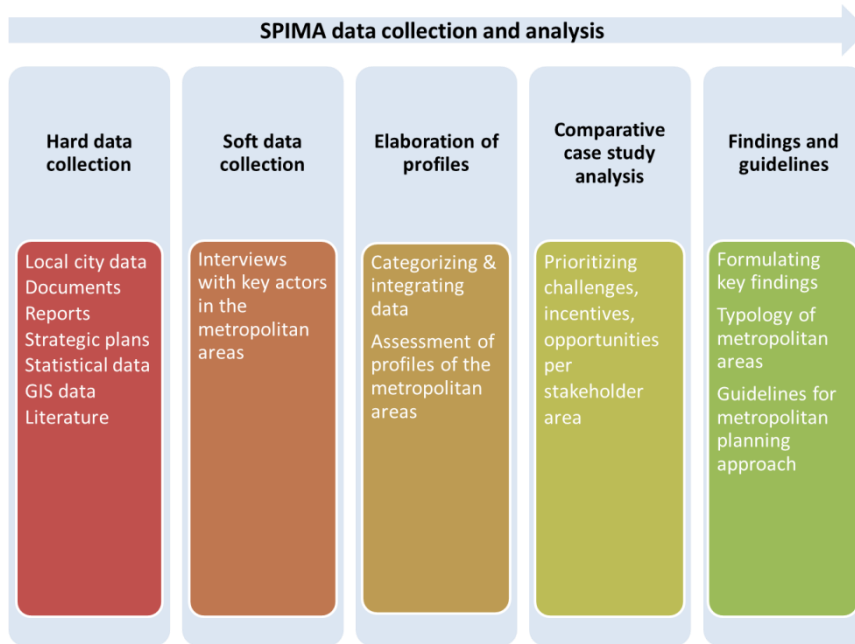 SPIMA data collection and analysis
Hard data
collection
Local city data
Documents
Reports
Strategic plans
Statistical data
GIS data
Literature
Soft data
collection
Interviews
with key actors
in the
metropolitan
areas
Elaboration of
profiles
Categorizing &
integrating
data
Assessment of
profiles of the
metropolitan
areas
Comparative
case study
analysis
Prioritizing
challenges,
incentives,
opportunities
per
stakeholder
area
Findings and
guidelines
Formulating
key findings
Typology of
metropolitan
areas
Guidelines for
metropolitan
planning
approach